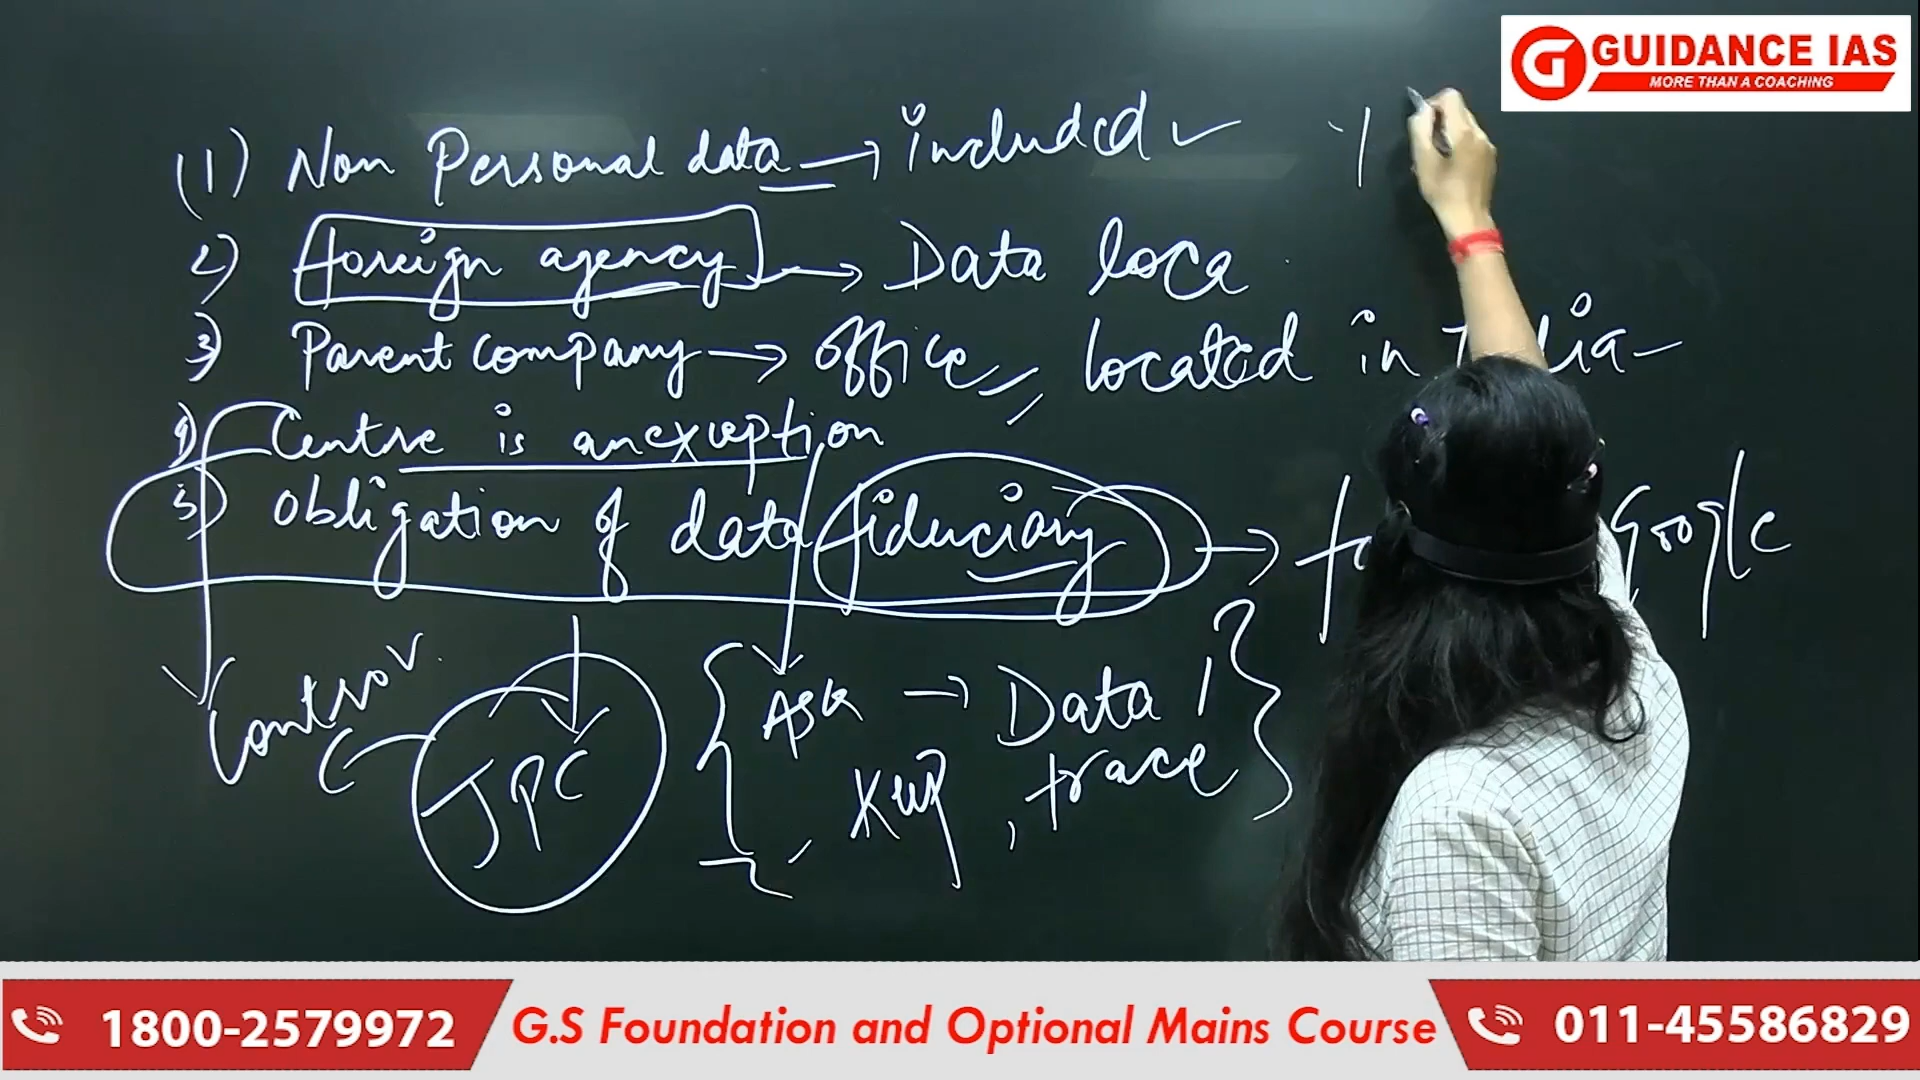 GUIDANCE IAS
MORE THAN A COACHING
(1) Non Personal data → included ✓
2) Foreign agency → Data loca
3) Parent company → office, located in India
Centre is an exception
5) obligation of data fiduciary → Google
Controv.
JPC
Ask → Data
Keep, trace
1800-2579972
G.S Foundation and Optional Mains Course
011-45586829